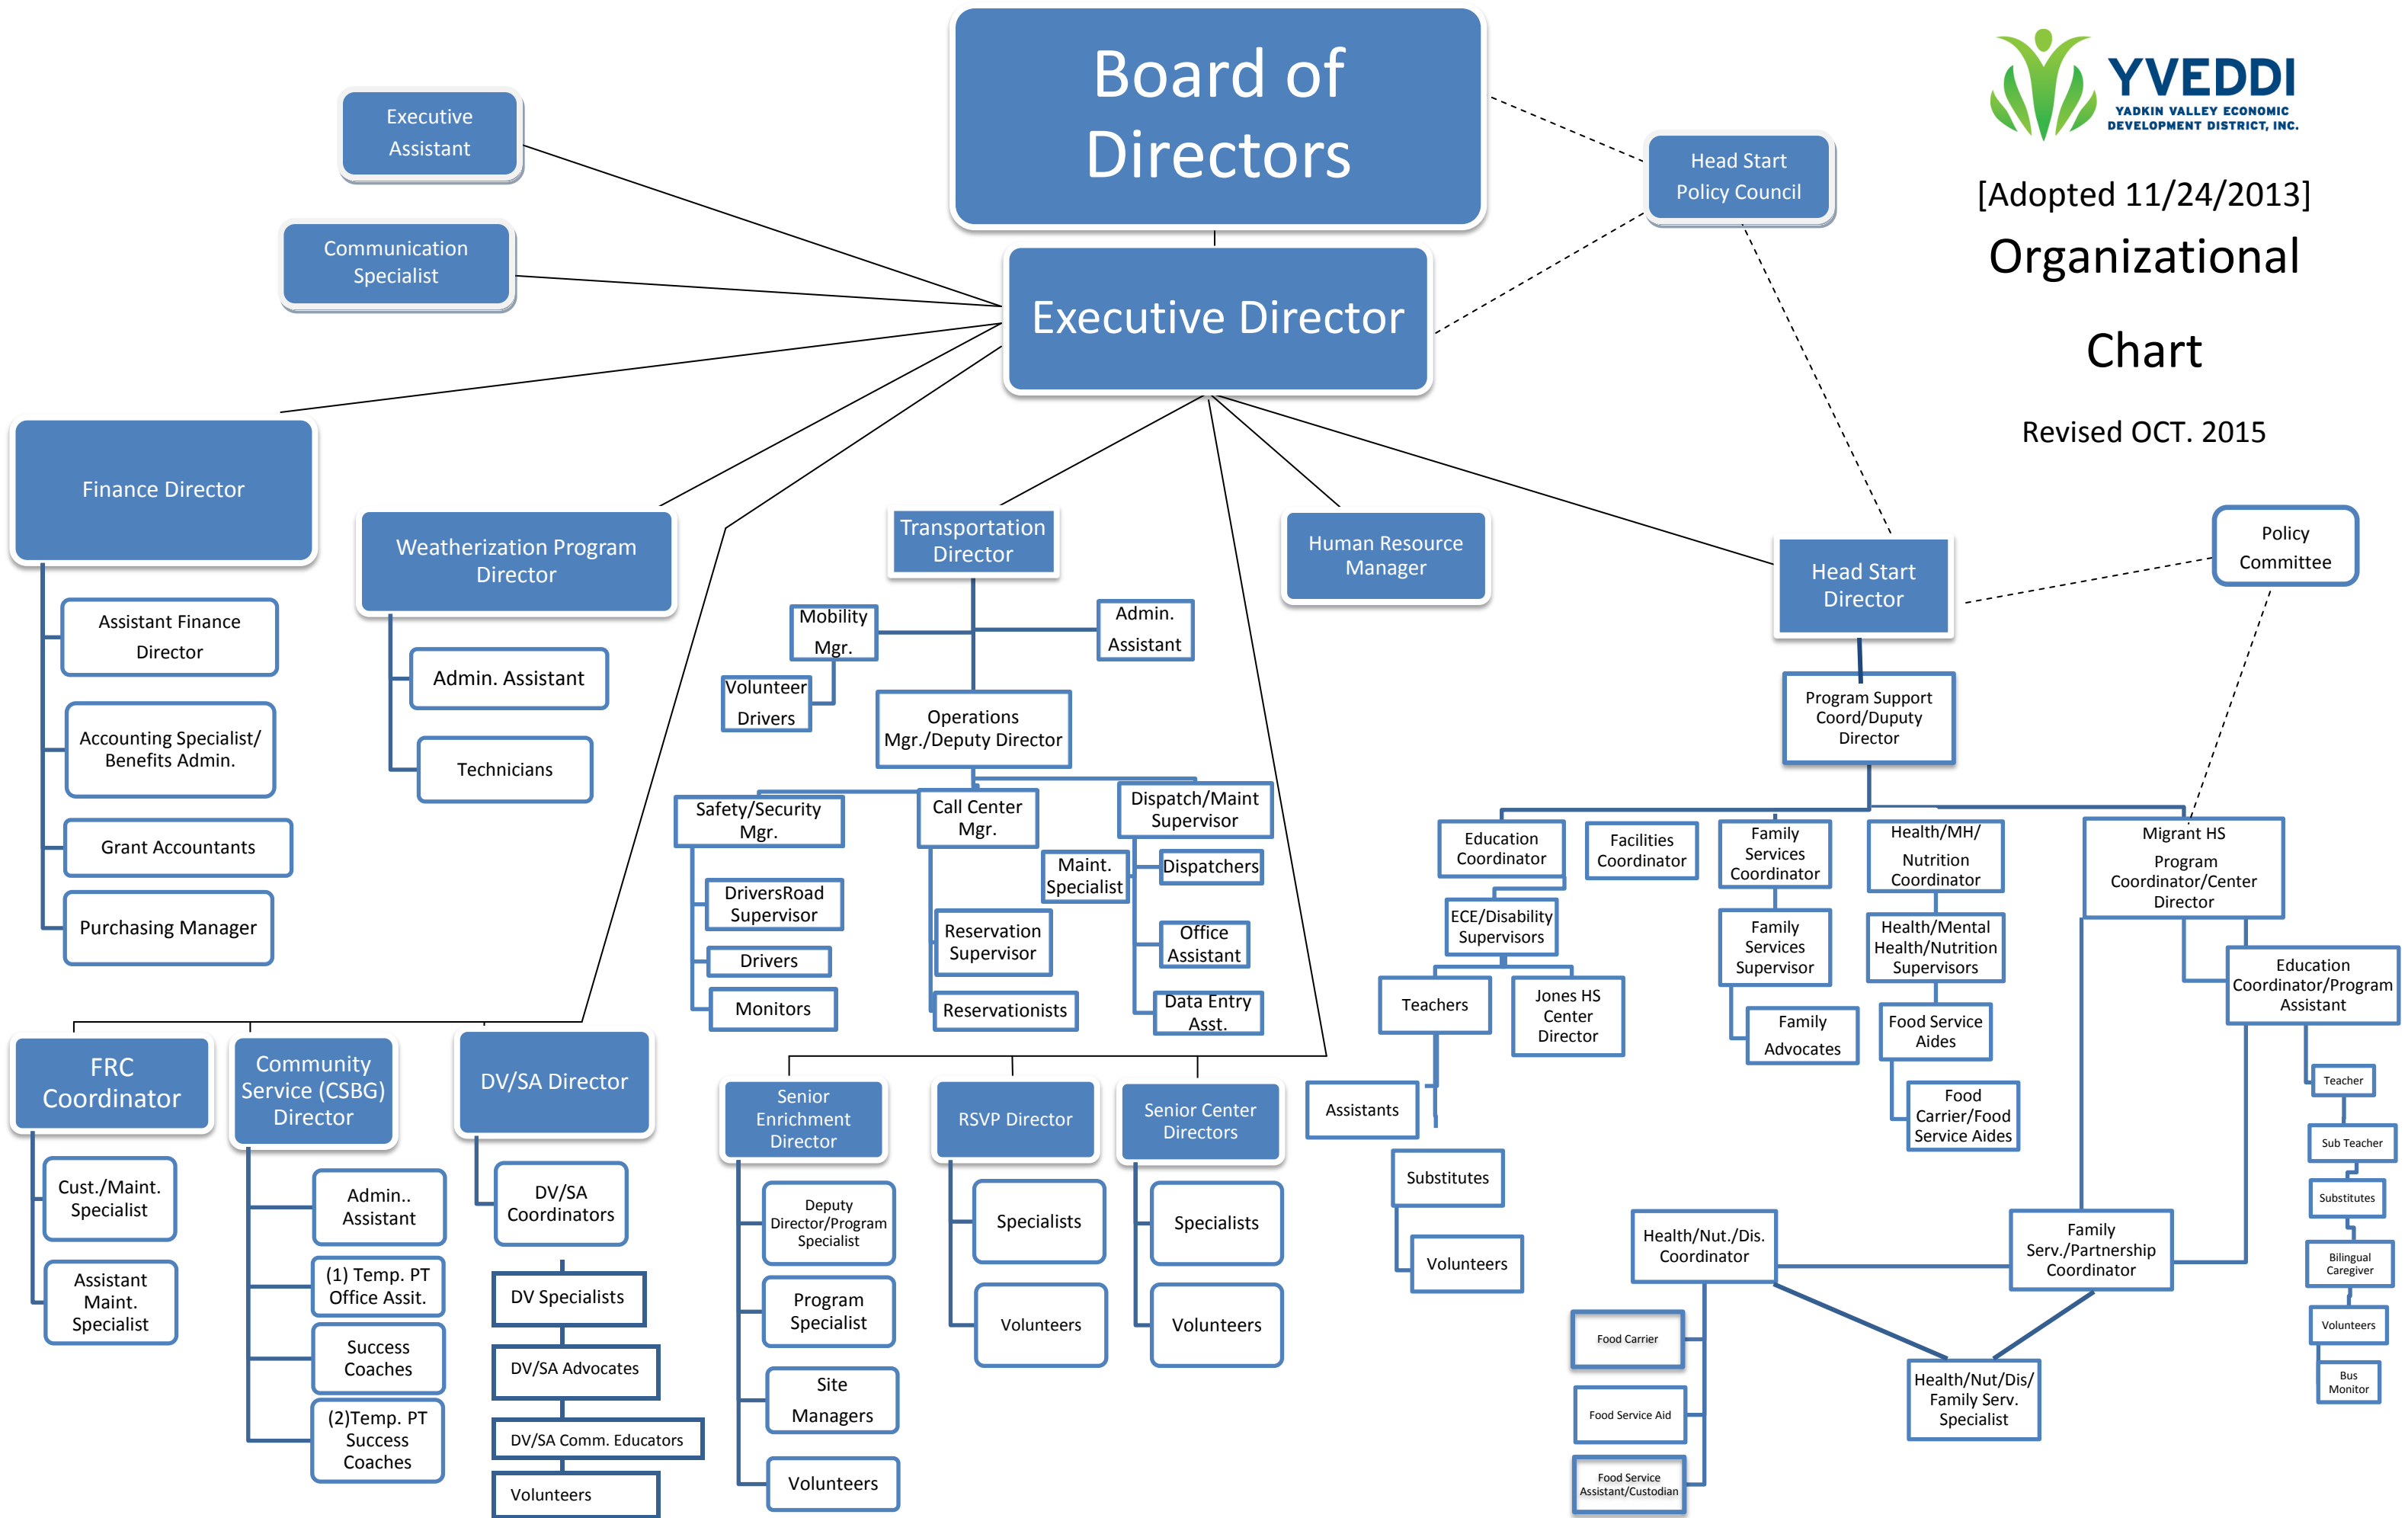 Board of
Directors
YVEDDI
YADKIN VALLEY ECONOMIC
DEVELOPMENT DISTRICT, INC.
[Adopted 11/24/2013]
Organizational
Chart
Revised OCT. 2015
Executive
Assistant
Communication
Specialist
Head Start
Policy Council
Executive Director
Finance Director
Assistant Finance
Director
Accounting Specialist/
Benefits Admin.
Grant Accountants
Purchasing Manager
Weatherization Program
Director
Admin. Assistant
Technicians
Transportation
Director
Mobility
Mgr.
Admin.
Assistant
Volunteer
Drivers
Operations
Mgr./Deputy Director
Safety/Security
Mgr.
DriversRoad
Supervisor
Drivers
Monitors
Call Center
Mgr.
Reservation
Supervisor
Reservationists
Dispatch/Maint
Supervisor
Maint.
Specialist
Dispatchers
Office
Assistant
Data Entry
Asst.
Human Resource
Manager
Head Start
Director
Policy
Committee
Program Support
Coord/Duputy
Director
Education
Coordinator
ECE/Disability
Supervisors
Teachers
Jones HS
Center
Director
Assistants
Substitutes
Volunteers
Facilities
Coordinator
Family
Services
Coordinator
Family
Services
Supervisor
Family
Advocates
Health/MH/
Nutrition
Coordinator
Health/Mental
Health/Nutrition
Supervisors
Food Service
Aides
Food
Carrier/Food
Service Aides
Migrant HS
Program
Coordinator/Center
Director
Education
Coordinator/Program
Assistant
Teacher
Sub Teacher
Substitutes
Bilingual
Caregiver
Volunteers
Bus
Monitor
Health/Nut./Dis.
Coordinator
Family
Serv./Partnership
Coordinator
Food Carrier
Food Service Aid
Food Service
Assistant/Custodian
Health/Nut/Dis/
Family Serv.
Specialist
FRC
Coordinator
Cust./Maint.
Specialist
Assistant
Maint.
Specialist
Community
Service (CSBG)
Director
Admin..
Assistant
(1) Temp. PT
Office Assit.
Success
Coaches
(2)Temp. PT
Success
Coaches
DV/SA Director
DV/SA
Coordinators
DV Specialists
DV/SA Advocates
DV/SA Comm. Educators
Volunteers
Senior
Enrichment
Director
Deputy
Director/Program
Specialist
Program
Specialist
Site
Managers
Volunteers
RSVP Director
Specialists
Volunteers
Senior Center
Directors
Specialists
Volunteers